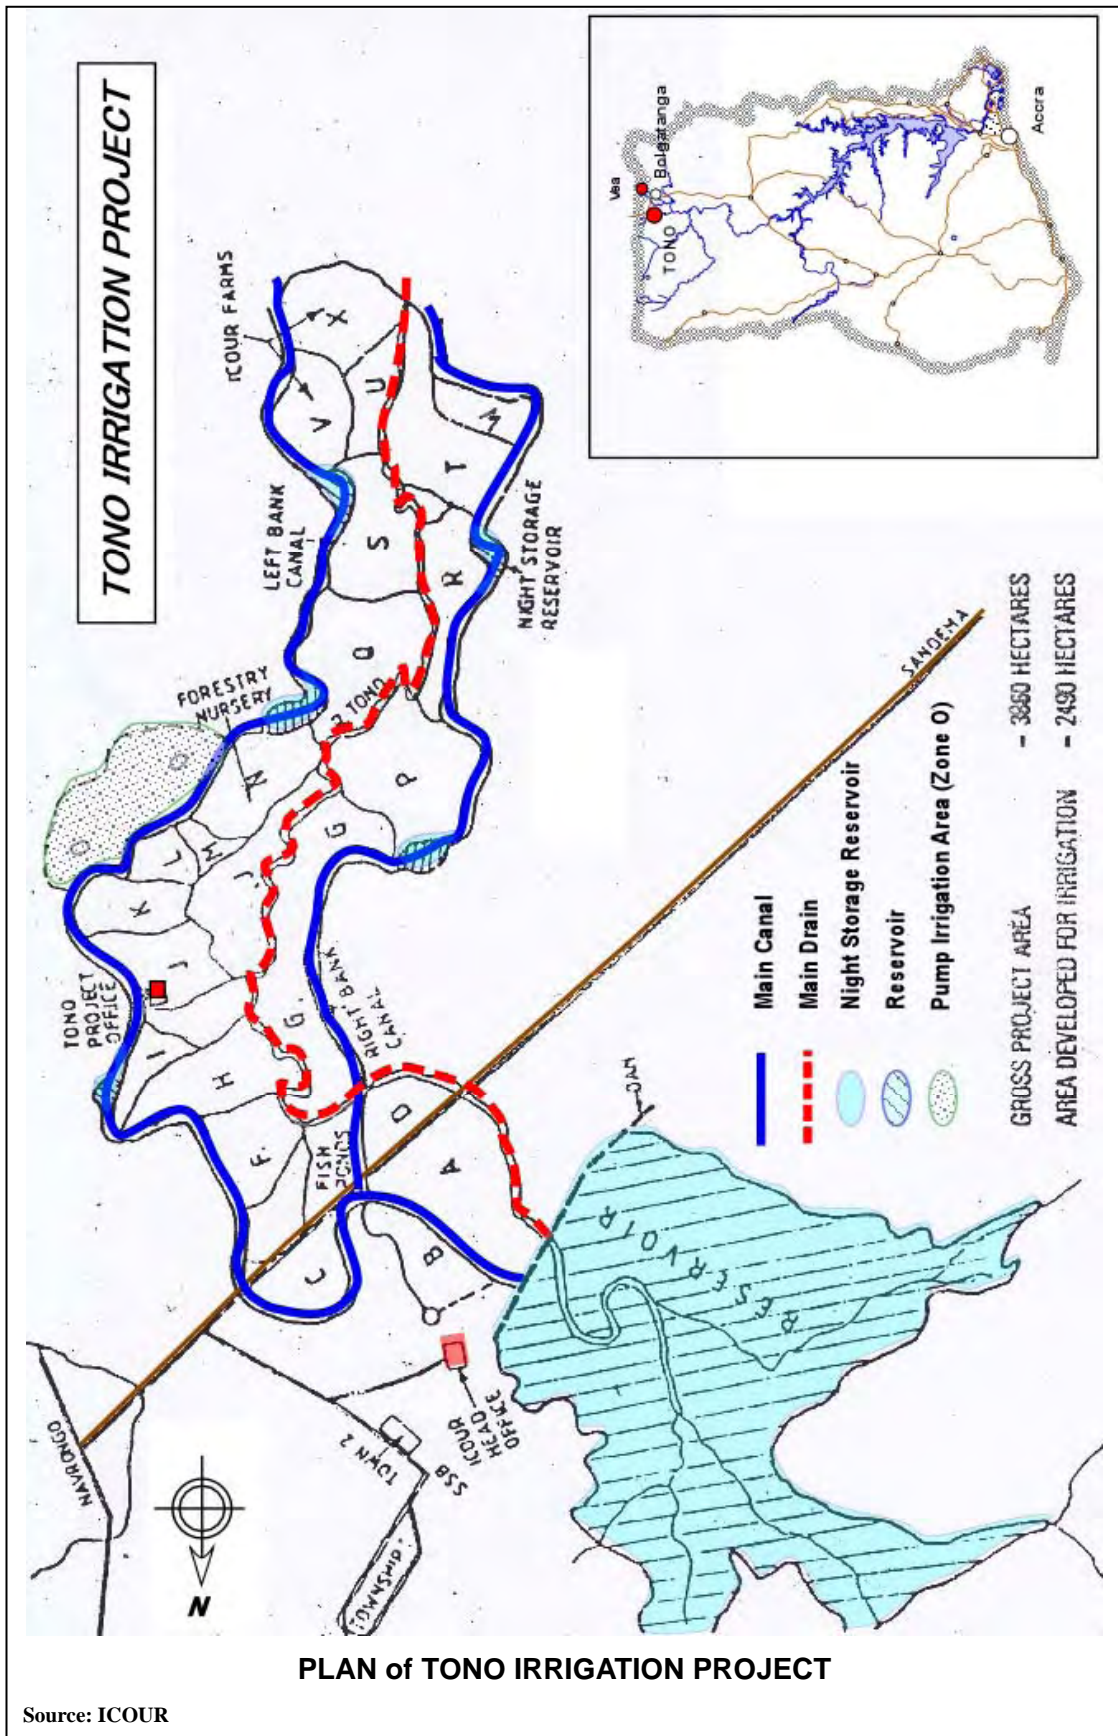 TONO IRRIGATION PROJECT
Vea
Bolgatanga
TONO
Accra
ICOUR FARMS
X
V
U
W
T
LEFT BANK
CANAL
S
R
NIGHT STORAGE
RESERVOIR
Q
FORESTRY
NURSERY
R TONO
O
O
N
P
L
M
K
J
G
J
TONO
PROJECT
OFFICE
I
H
G
RIGHT BANK
CANAL
F
FISH
PONDS
D
A
C
B
DAM
RESERVOIR
SANDEMA
NAVRONGO
ICOUR
HEAD
OFFICE
SSB
TOWN 2
TOWNSHIP
N
Main Canal
Main Drain
Night Storage Reservoir
Reservoir
Pump Irrigation Area (Zone O)
GROSS PROJECT AREA - 3860 HECTARES
AREA DEVELOPED FOR IRRIGATION - 2490 HECTARES
PLAN of TONO IRRIGATION PROJECT
Source: ICOUR